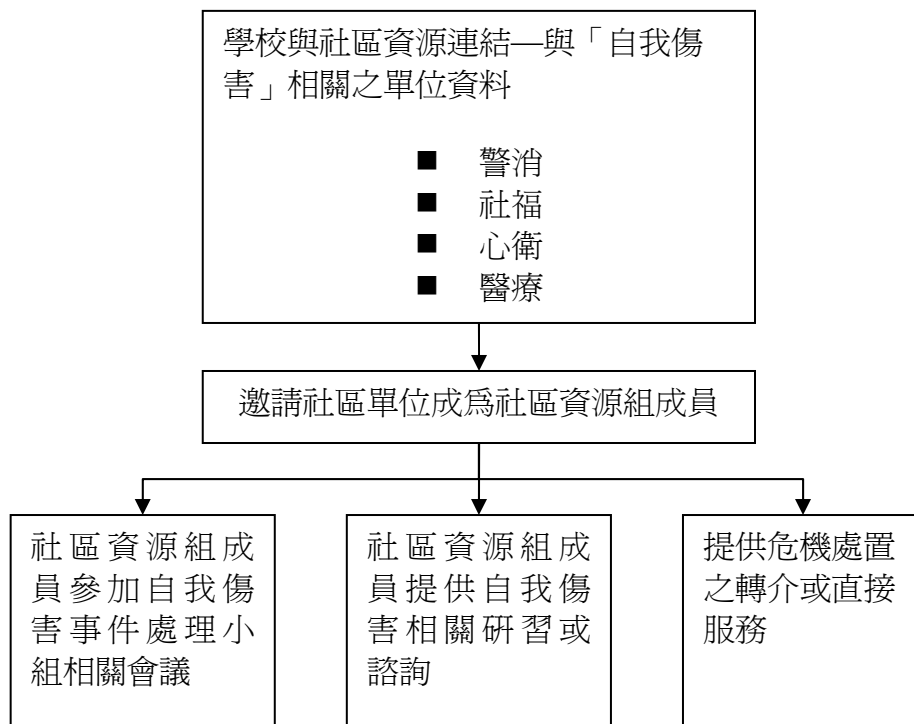 學校與社區資源連結—與「自我傷
害」相關之單位資料
■ 警消
■ 社福
■ 心衛
■ 醫療
邀請社區單位成為社區資源組成員
社區資源組成
員參加自我傷
害事件處理小
組相關會議
社區資源組成
員提供自我傷
害相關研習或
諮詢
提供危機處置
之轉介或直接
服務